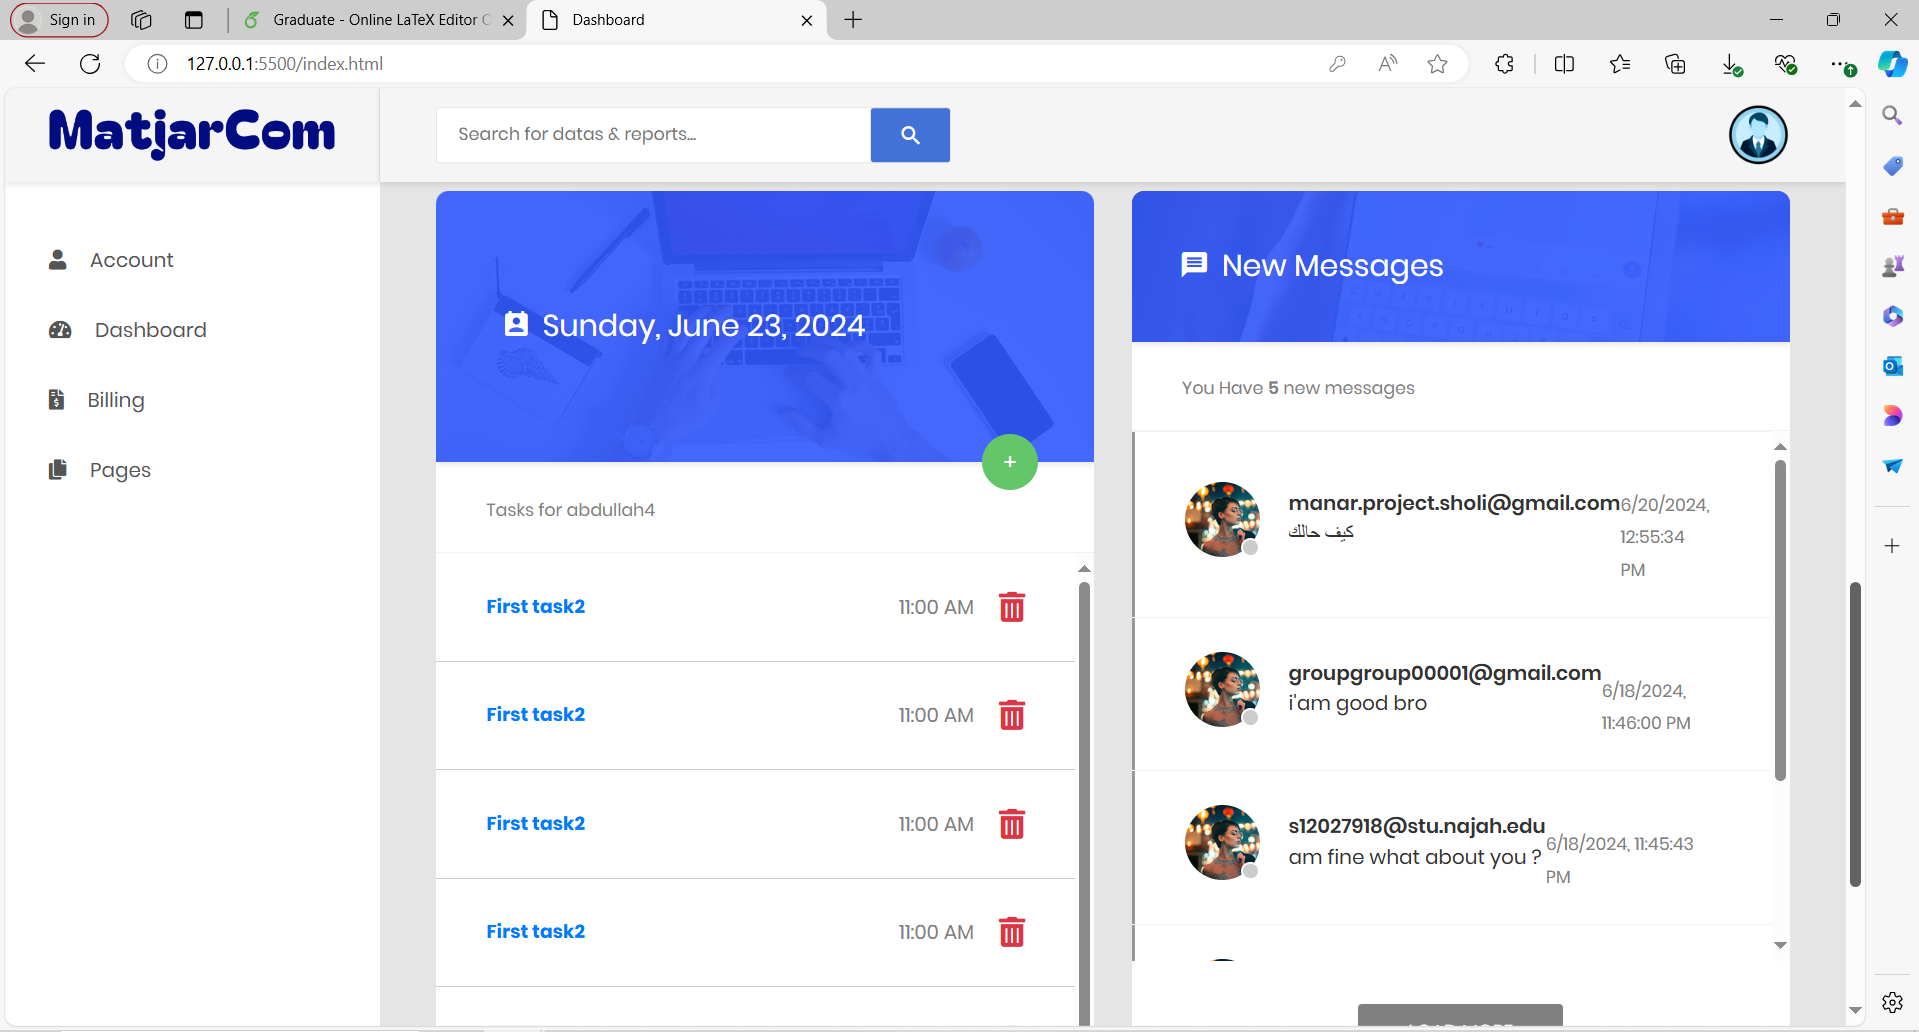 Sign in
Graduate - Online LaTeX Editor
Dashboard
127.0.0.1:5500/index.html
MatjarCom
Search for datas & reports...
Account
Dashboard
Billing
Pages
Sunday, June 23, 2024
Tasks for abdullah4
First task2
11:00 AM
First task2
11:00 AM
First task2
11:00 AM
First task2
11:00 AM
New Messages
You Have 5 new messages
manar.project.sholi@gmail.com
كيف حالك
6/20/2024,
12:55:34
PM
groupgroup00001@gmail.com
i'am good bro
6/18/2024,
11:46:00 PM
s12027918@stu.najah.edu
am fine what about you ?
6/18/2024, 11:45:43
PM